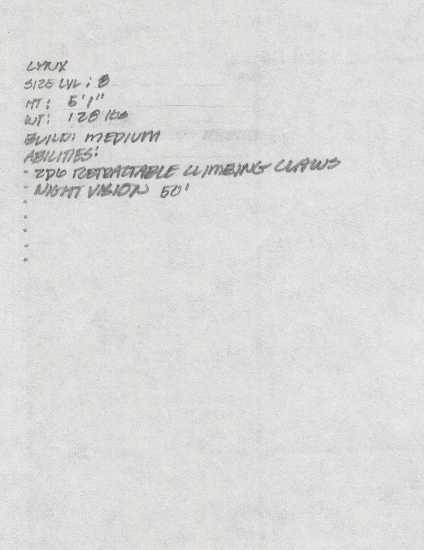 LYNX
SIZE LVL: 8
HT: 5'1"
WT: 128 lbs
BUILD: MEDIUM
ABILITIES:
- 2D6 RETRACTABLE CLIMBING CLAWS
- NIGHT VISION 50'
-
-
-
-
-